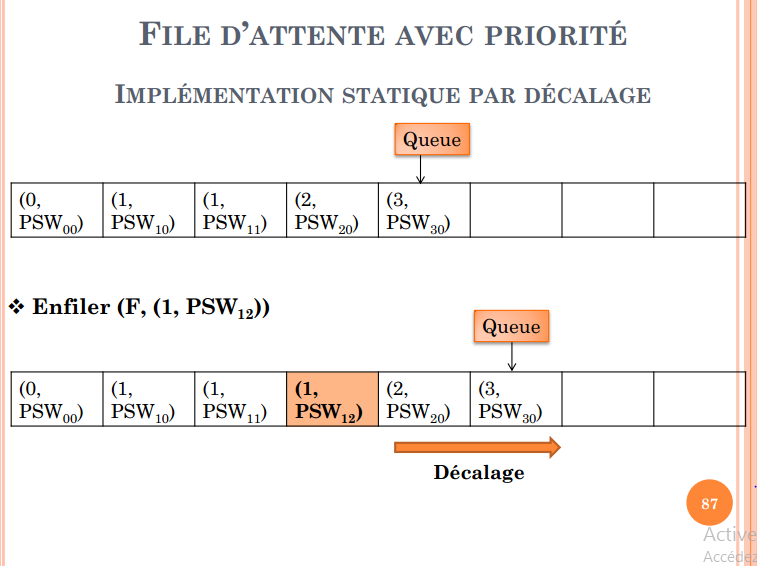 FILE D'ATTENTE AVEC PRIORITÉ
IMPLÉMENTATION STATIQUE PAR DÉCALAGE
Queue
(0, (1, (1, (2, (3,
PSW₀₀) PSW₁₀) PSW₁₁) PSW₂₀) PSW₃₀)
❖ Enfiler (F, (1, PSW₁₂))
Queue
(0, (1, (1, (1, (2, (3,
PSW₀₀) PSW₁₀) PSW₁₁) PSW₁₂) PSW₂₀) PSW₃₀)
Décalage
87
Active
Accédez